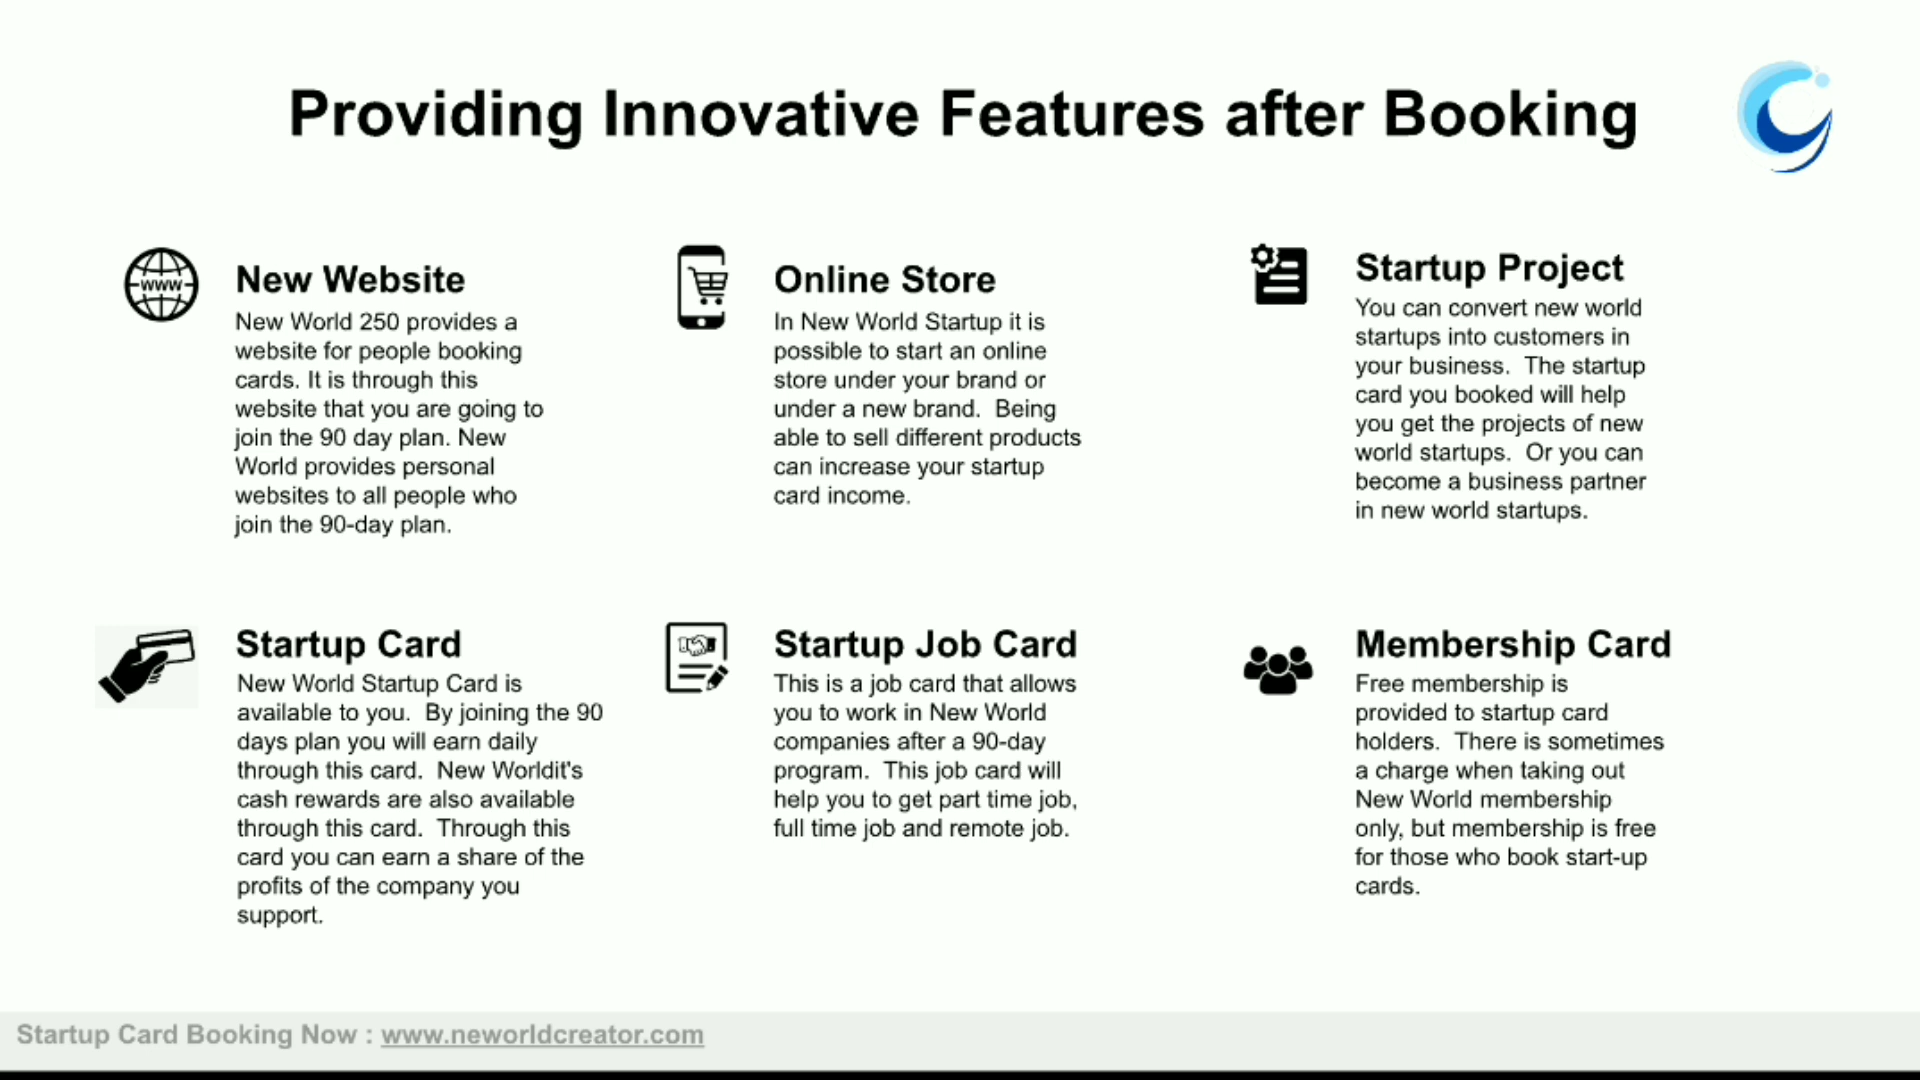 Providing Innovative Features after Booking
www
New Website
New World 250 provides a
website for people booking
cards. It is through this
website that you are going to
join the 90 day plan. New
World provides personal
websites to all people who
join the 90-day plan.
Online Store
In New World Startup it is
possible to start an online
store under your brand or
under a new brand.  Being
able to sell different products
can increase your startup
card income.
Startup Project
You can convert new world
startups into customers in
your business.  The startup
card you booked will help
you get the projects of new
world startups.  Or you can
become a business partner
in new world startups.
Startup Card
New World Startup Card is
available to you.  By joining the 90
days plan you will earn daily
through this card.  New Worldit's
cash rewards are also available
through this card.  Through this
card you can earn a share of the
profits of the company you
support.
Startup Job Card
This is a job card that allows
you to work in New World
companies after a 90-day
program.  This job card will
help you to get part time job,
full time job and remote job.
Membership Card
Free membership is
provided to startup card
holders.  There is sometimes
a charge when taking out
New World membership
only, but membership is free
for those who book start-up
cards.
Startup Card Booking Now : www.neworldcreator.com